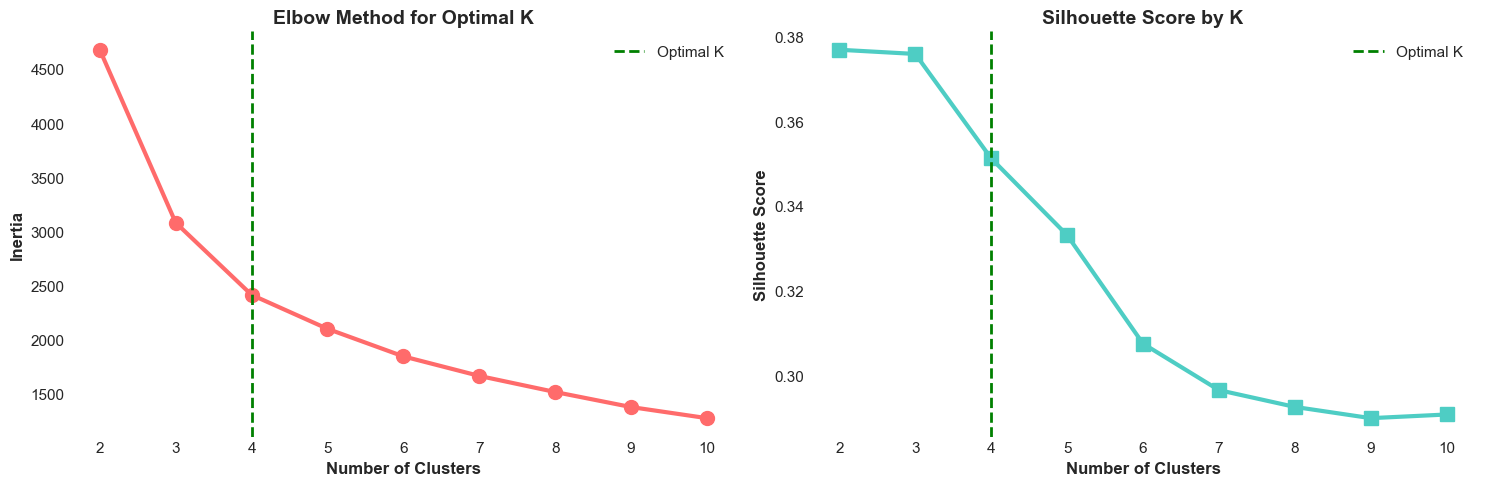 Elbow Method for Optimal K
Optimal K
Inertia
4500
4000
3500
3000
2500
2000
1500
2 3 4 5 6 7 8 9 10
Number of Clusters
Silhouette Score by K
Optimal K
Silhouette Score
0.38
0.36
0.34
0.32
0.30
2 3 4 5 6 7 8 9 10
Number of Clusters